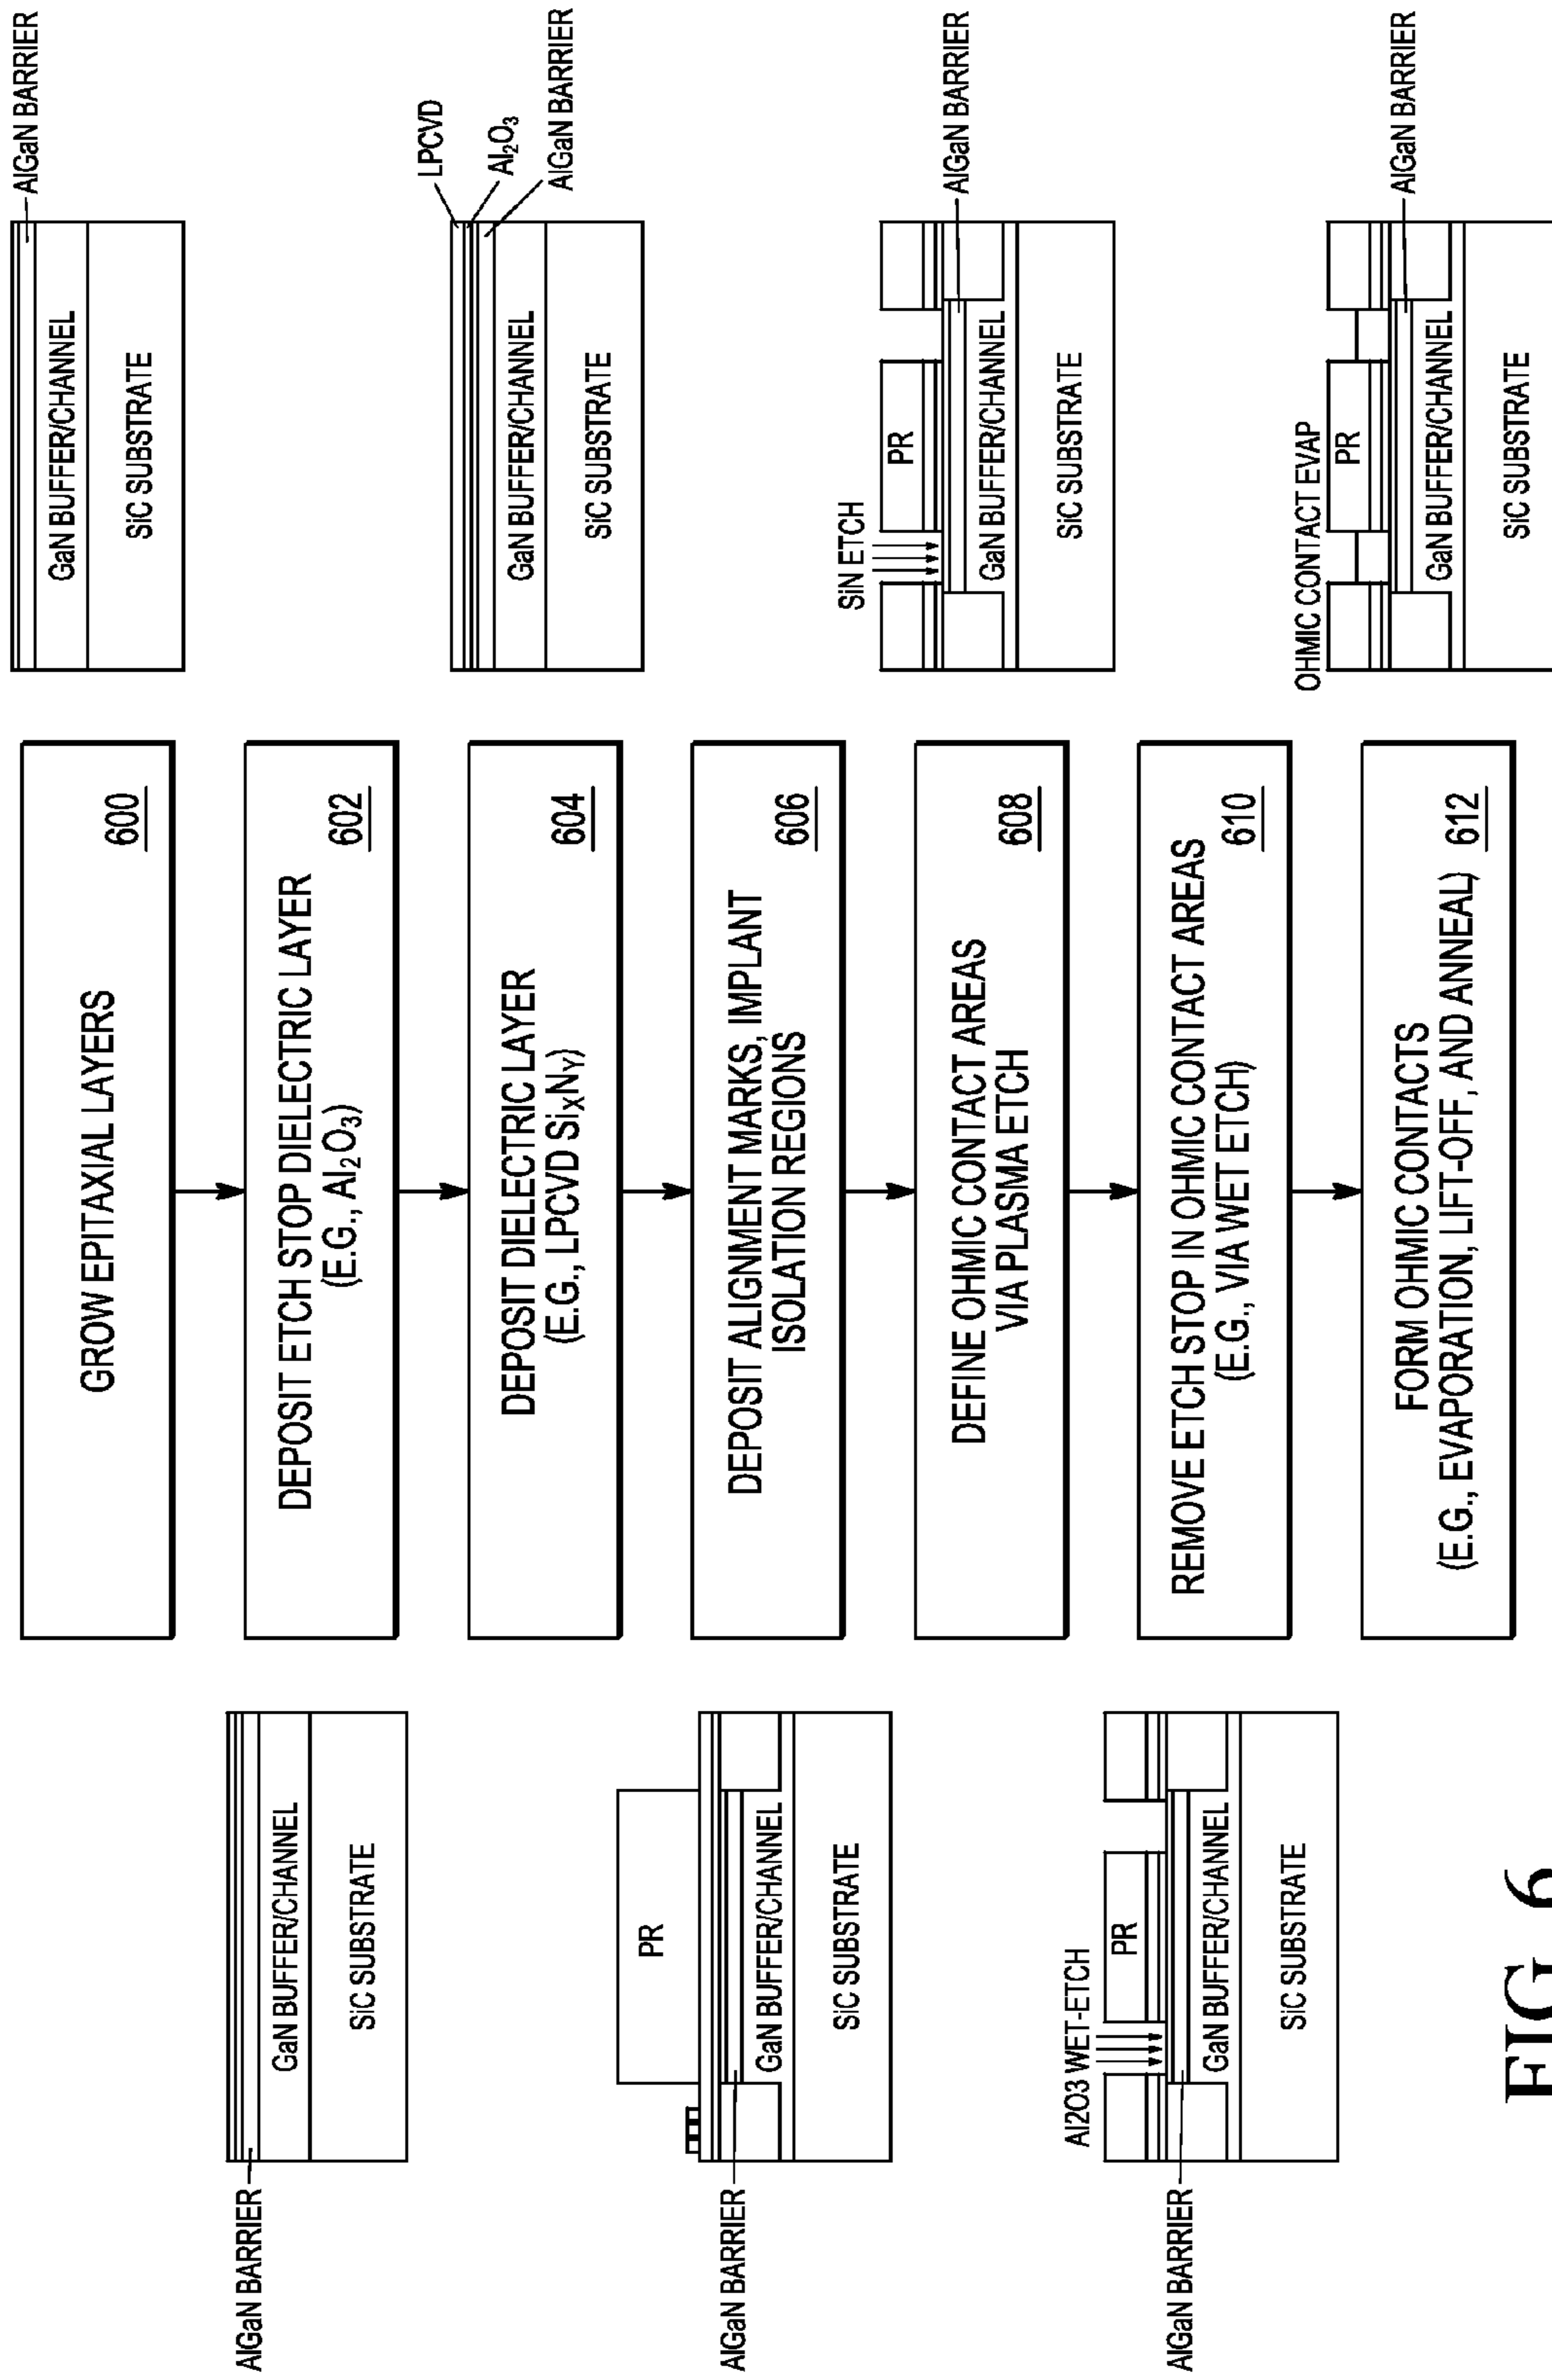 GROW EPITAXIAL LAYERS
600
AlGaN BARRIER
GaN BUFFER/CHANNEL
SiC SUBSTRATE
DEPOSIT ETCH STOP DIELECTRIC LAYER
(E.G., Al₂O₃)
602
AlGaN BARRIER
GaN BUFFER/CHANNEL
SiC SUBSTRATE
DEPOSIT DIELECTRIC LAYER
(E.G., LPCVD SiXNY)
604
LPCVD
Al₂O₃
AlGaN BARRIER
GaN BUFFER/CHANNEL
SiC SUBSTRATE
DEPOSIT ALIGNMENT MARKS, IMPLANT
ISOLATION REGIONS
606
PR
AlGaN BARRIER
GaN BUFFER/CHANNEL
SiC SUBSTRATE
DEFINE OHMIC CONTACT AREAS
VIA PLASMA ETCH
608
SiN ETCH
PR
AlGaN BARRIER
GaN BUFFER/CHANNEL
SiC SUBSTRATE
REMOVE ETCH STOP IN OHMIC CONTACT AREAS
(E.G., VIA WET ETCH)
610
Al2O3 WET-ETCH
PR
AlGaN BARRIER
GaN BUFFER/CHANNEL
SiC SUBSTRATE
FORM OHMIC CONTACTS
(E.G., EVAPORATION, LIFT-OFF, AND ANNEAL)
612
OHMIC CONTACT EVAP
PR
AlGaN BARRIER
GaN BUFFER/CHANNEL
SiC SUBSTRATE
FIG. 6